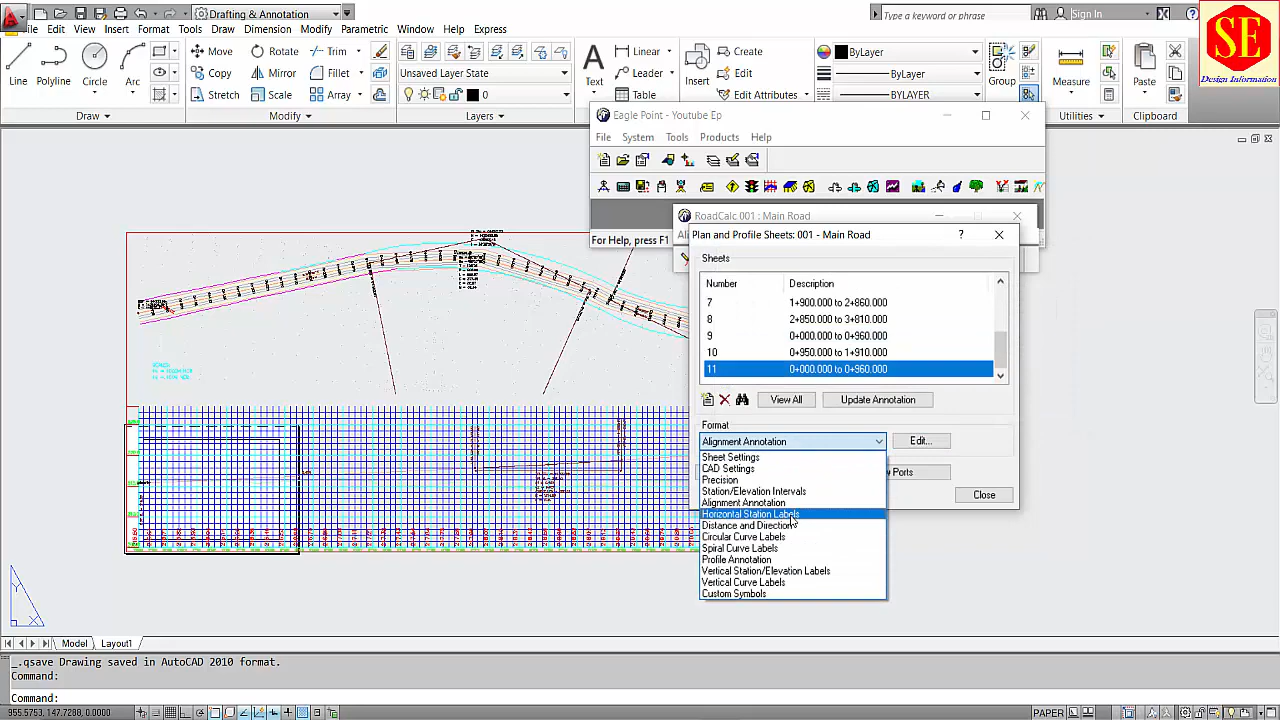 Drafting & Annotation
Type a keyword or phrase
Sign In
File Edit View Insert Format Tools Draw Dimension Modify Parametric Window Help Express
Line Polyline Circle Arc
Move Rotate Trim
Copy Mirror Fillet
Stretch Scale Array
Draw
Modify
Unsaved Layer State
0
Layers
Text
Linear
Leader
Table
Insert
Create
Edit
Edit Attributes
ByLayer
BYLAYER
BYLAYER
Group
Measure
Utilities
Paste
Clipboard
SE
Design Information
Eagle Point - Youtube Ep
File System Tools Products Help
For Help, press F1
RoadCalc 001 : Main Road
Plan and Profile Sheets: 001 - Main Road
Sheets
Number Description
7 1+900.000 to 2+860.000
8 2+850.000 to 3+810.000
9 0+000.000 to 0+960.000
10 0+950.000 to 1+910.000
11 0+000.000 to 0+960.000
View All Update Annotation
Format
Alignment Annotation Edit...
Sheet Settings
CAD Settings
Precision
Station/Elevation Intervals
Alignment Annotation
Horizontal Station Labels
Distance and Direction
Circular Curve Labels
Spiral Curve Labels
Profile Annotation
Vertical Station/Elevation Labels
Vertical Curve Labels
Custom Symbols
Ports
Close
Y
X
Model Layout1
_.qsave Drawing saved in AutoCAD 2010 format.
Command:
Command:
955.5753, 147.7288, 0.0000
PAPER